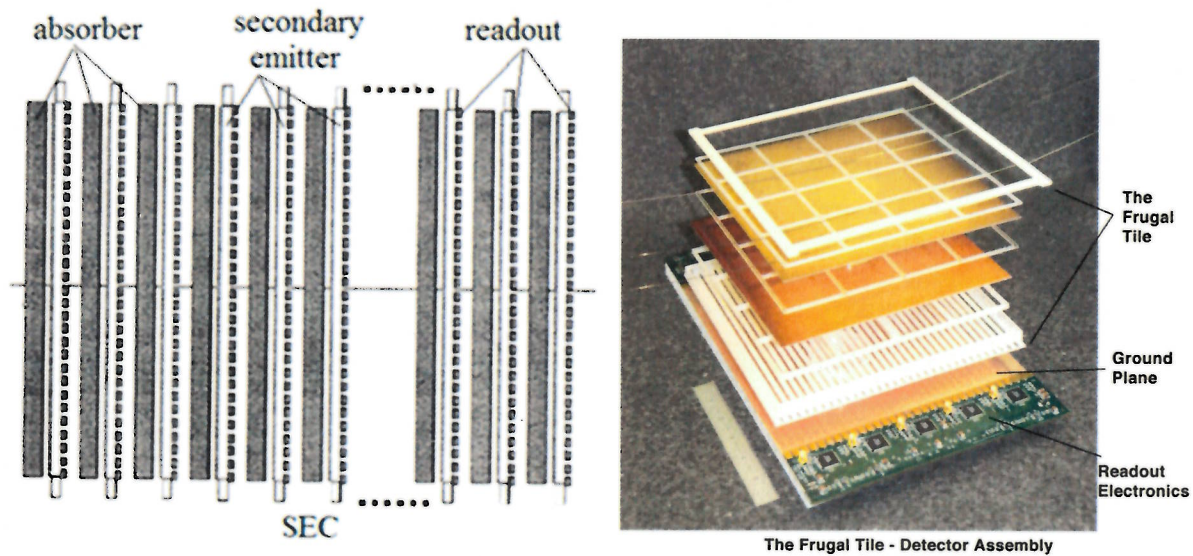 absorber
secondary
emitter
readout
SEC
The
Frugal
Tile
Ground
Plane
Readout
Electronics
The Frugal Tile - Detector Assembly